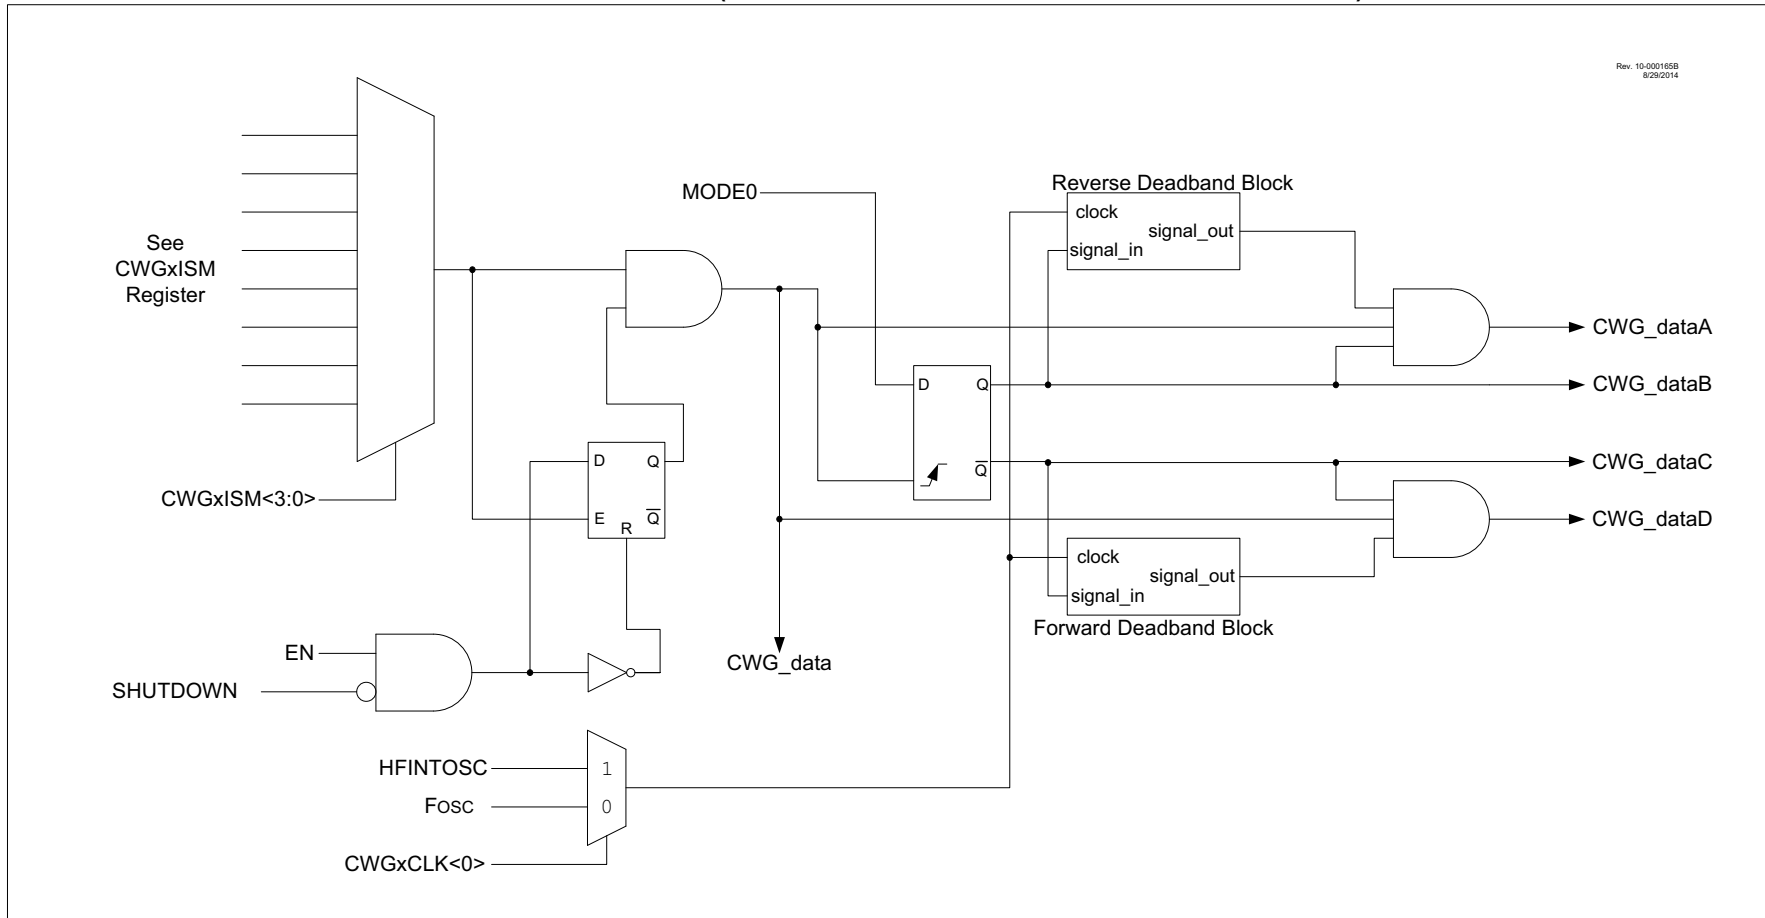 Rev. 10-000165B
8/29/2014
See
CWGxISM
Register
CWGxISM<3:0>
MODE0
Reverse Deadband Block
clock
signal_in
signal_out
D
Q
Q
D
Q
E
Q
R
CWG_dataA
CWG_dataB
CWG_dataC
CWG_dataD
clock
signal_in
signal_out
Forward Deadband Block
EN
SHUTDOWN
CWG_data
HFINTOSC
1
FOSC
0
CWGxCLK<0>